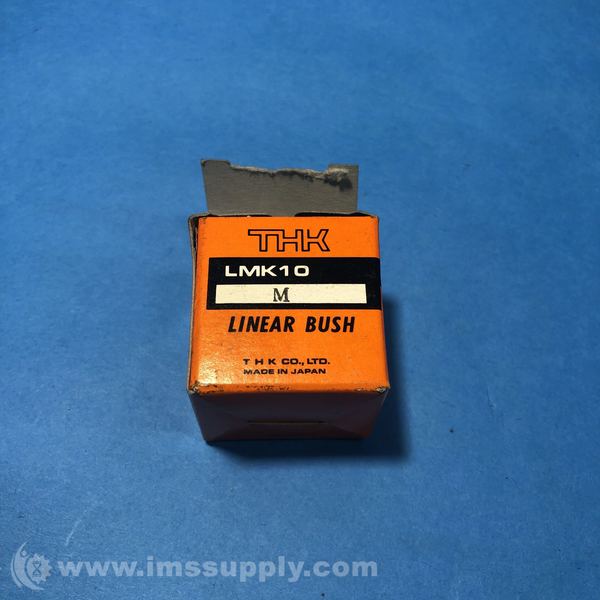 THK
LMK10
M
LINEAR BUSH
T H K CO., LTD.
MADE IN JAPAN
www.imssupply.com